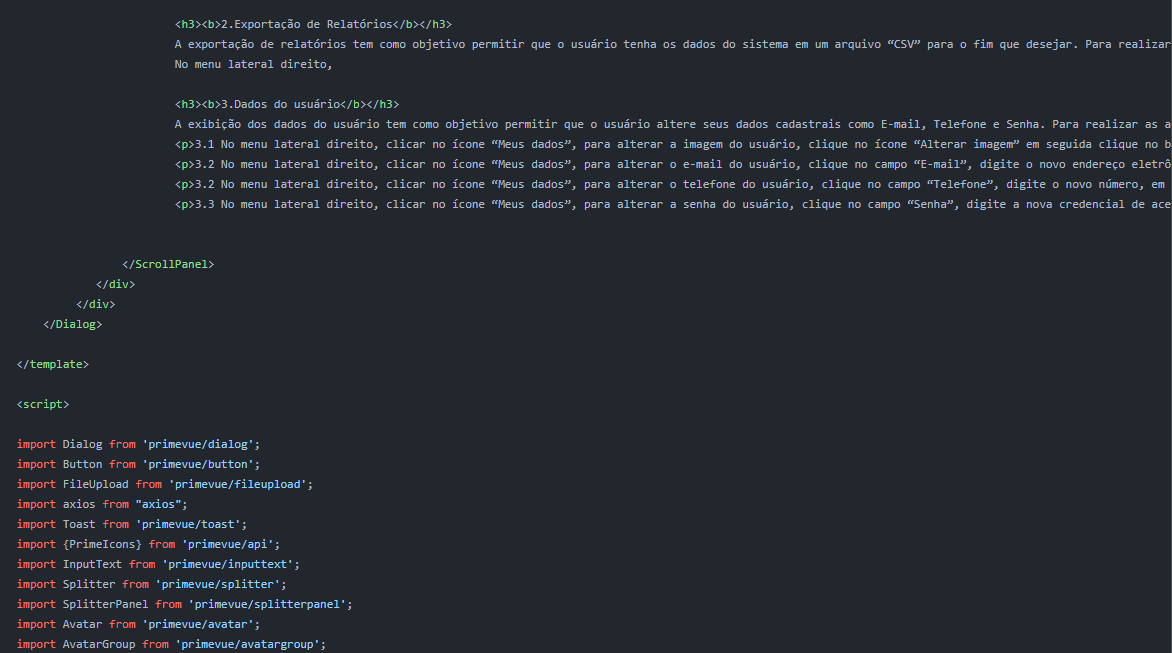 <h3><b>2.Exportação de Relatórios</b></h3>
A exportação de relatórios tem como objetivo permitir que o usuário tenha os dados do sistema em um arquivo “CSV” para o fim que desejar. Para realizar
No menu lateral direito,
<h3><b>3.Dados do usuário</b></h3>
A exibição dos dados do usuário tem como objetivo permitir que o usuário altere seus dados cadastrais como E-mail, Telefone e Senha. Para realizar as a
<p>3.1 No menu lateral direito, clicar no ícone “Meus dados”, para alterar a imagem do usuário, clique no ícone “Alterar imagem” em seguida clique no b
<p>3.2 No menu lateral direito, clicar no ícone “Meus dados”, para alterar o e-mail do usuário, clique no campo “E-mail”, digite o novo endereço eletrô
<p>3.2 No menu lateral direito, clicar no ícone “Meus dados”, para alterar o telefone do usuário, clique no campo “Telefone”, digite o novo número, em
<p>3.3 No menu lateral direito, clicar no ícone “Meus dados”, para alterar a senha do usuário, clique no campo “Senha”, digite a nova credencial de ace
</ScrollPanel>
</div>
</div>
</Dialog>
</template>
<script>
import Dialog from 'primevue/dialog';
import Button from 'primevue/button';
import FileUpload from 'primevue/fileupload';
import axios from "axios";
import Toast from 'primevue/toast';
import {PrimeIcons} from 'primevue/api';
import InputText from 'primevue/inputtext';
import Splitter from 'primevue/splitter';
import SplitterPanel from 'primevue/splitterpanel';
import Avatar from 'primevue/avatar';
import AvatarGroup from 'primevue/avatargroup';